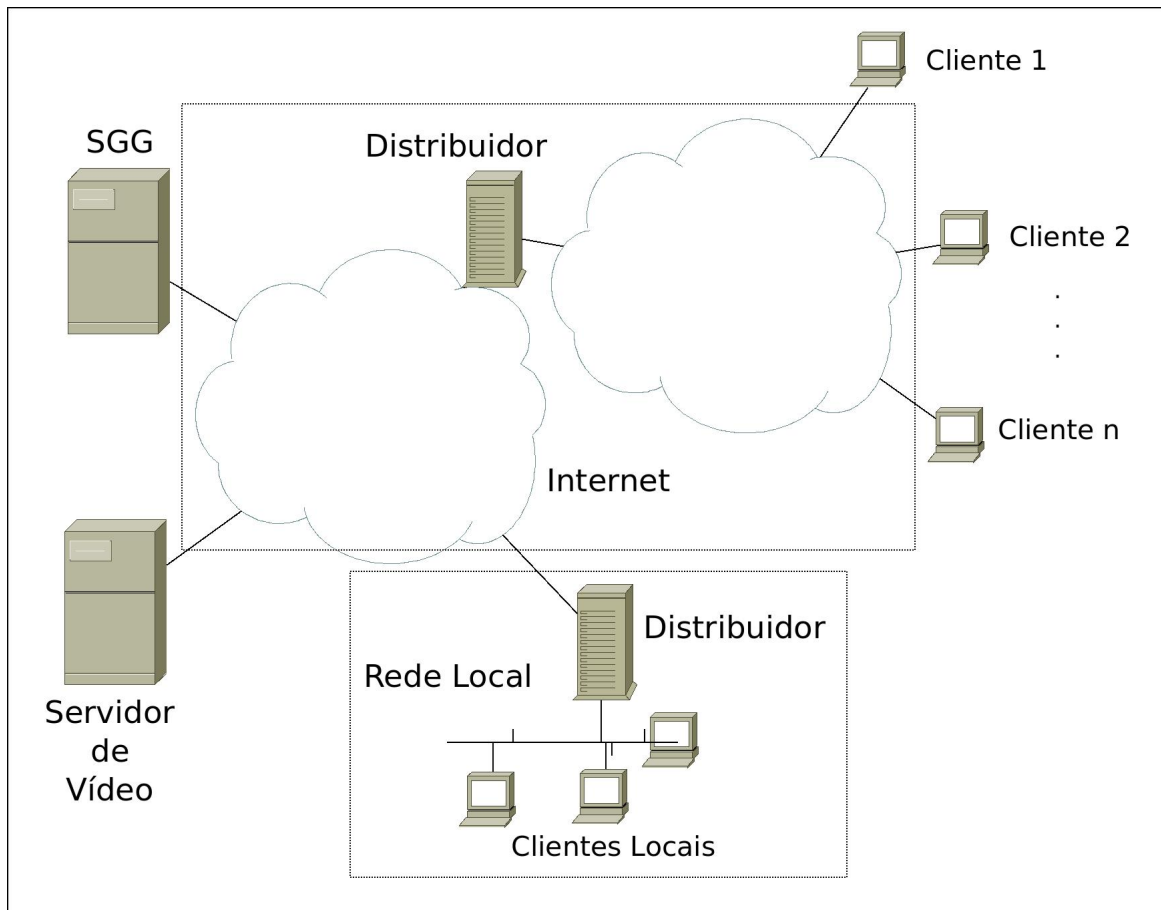 Cliente 1
SGG
Distribuidor
Cliente 2
.
.
.
Cliente n
Internet
Distribuidor
Rede Local
Servidor
de
Vídeo
Clientes Locais